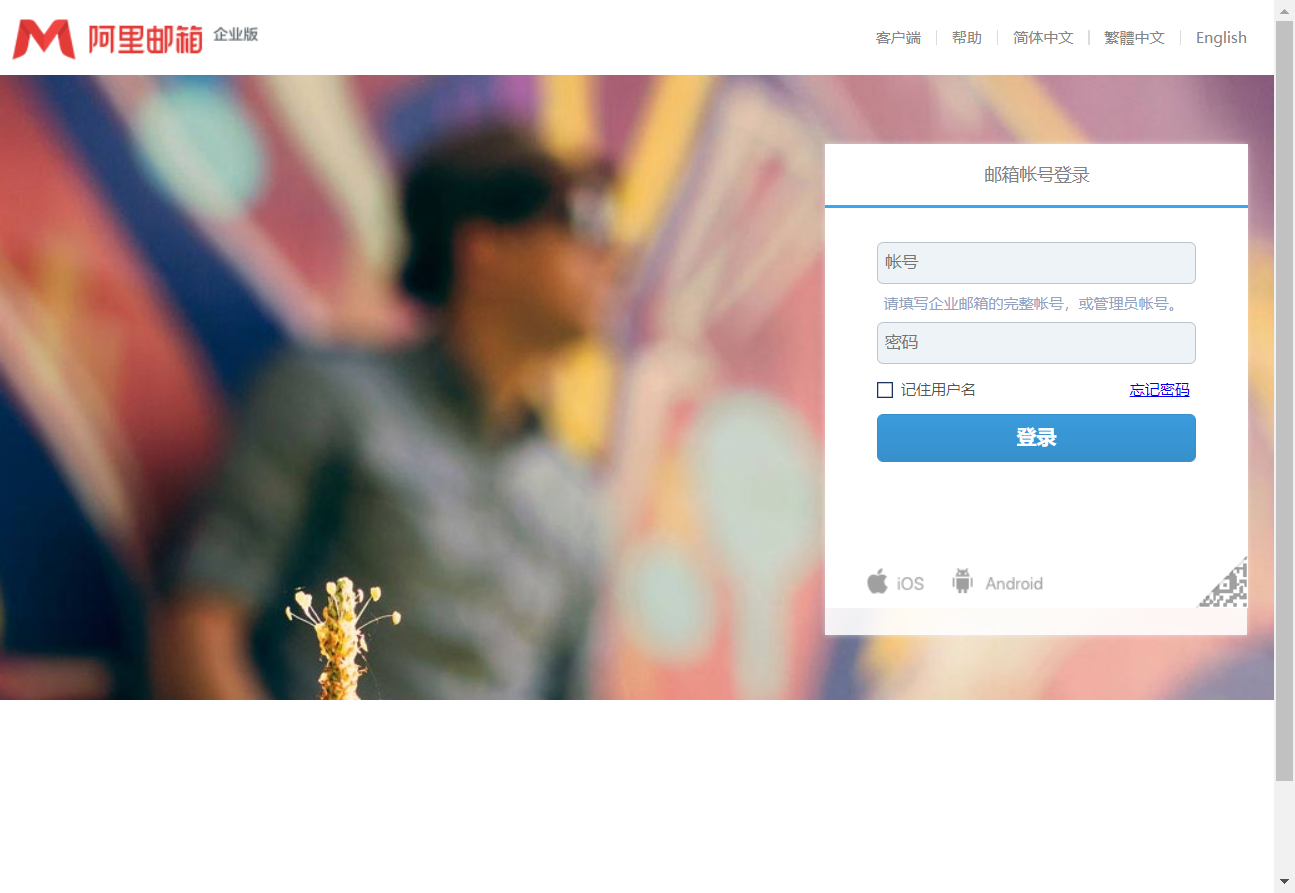 阿里邮箱 企业版
客户端 帮助 简体中文 繁體中文 English
邮箱帐号登录
帐号
请填写企业邮箱的完整帐号，或管理员帐号。
密码
记住用户名 忘记密码
登录
iOS Android